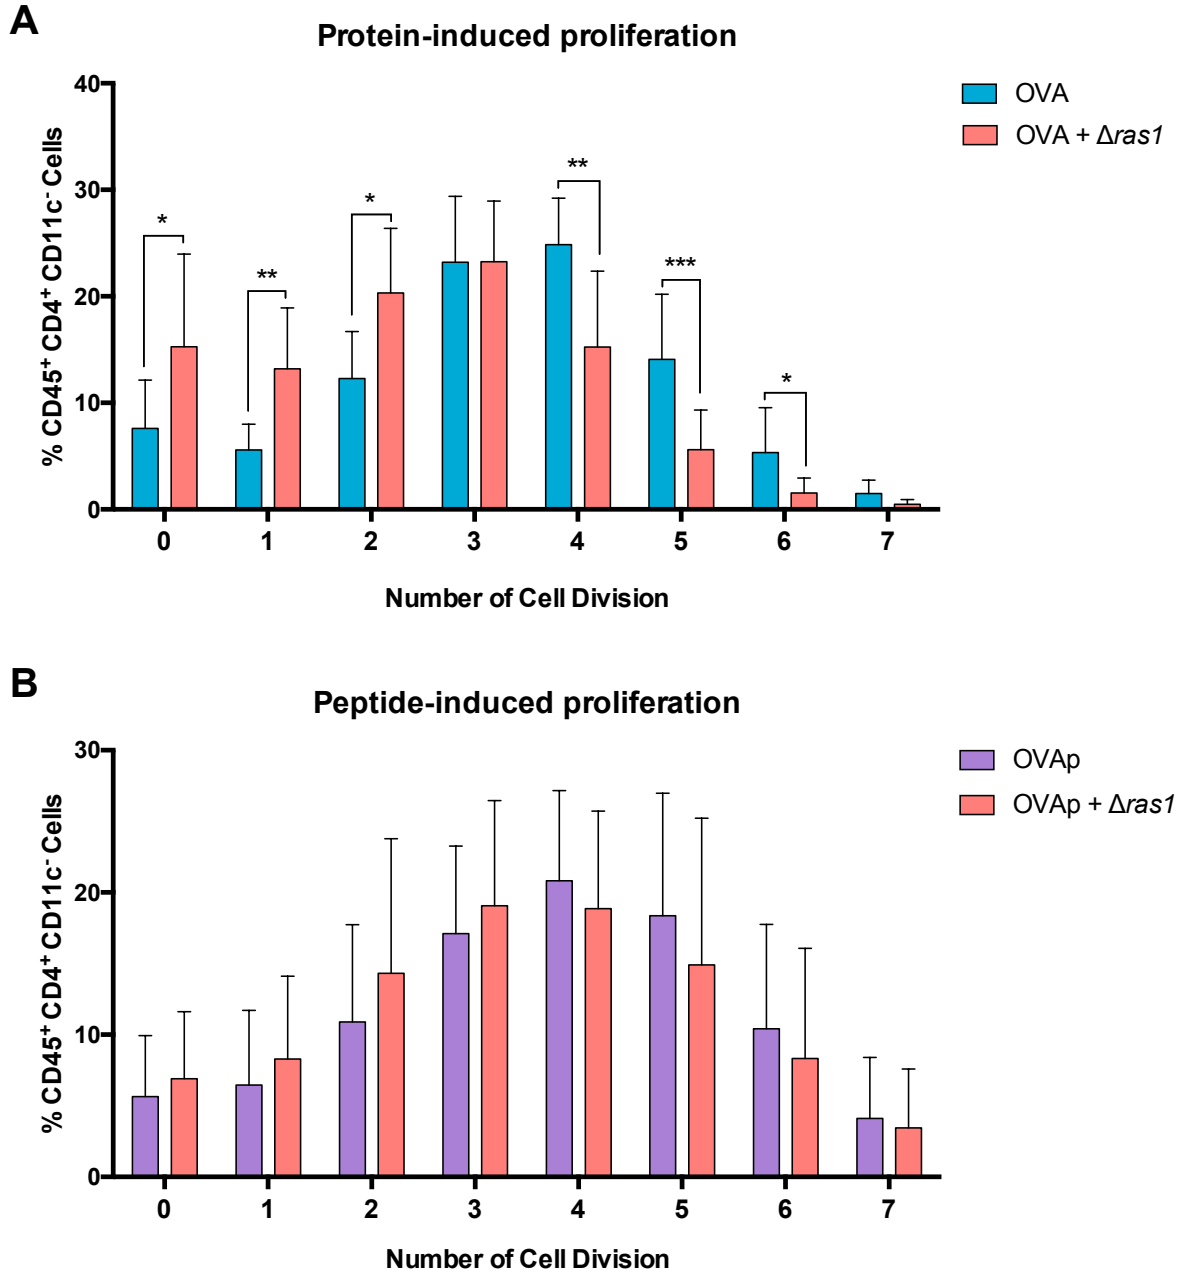 A
Protein-induced proliferation
% CD45⁺ CD4⁺ CD11c⁻ Cells
40
30
20
10
0
* ** * ** *** *
0 1 2 3 4 5 6 7
Number of Cell Division
OVA
OVA + Δras1
B
Peptide-induced proliferation
% CD45⁺ CD4⁺ CD11c⁻ Cells
30
20
10
0
0 1 2 3 4 5 6 7
Number of Cell Division
OVAp
OVAp + Δras1